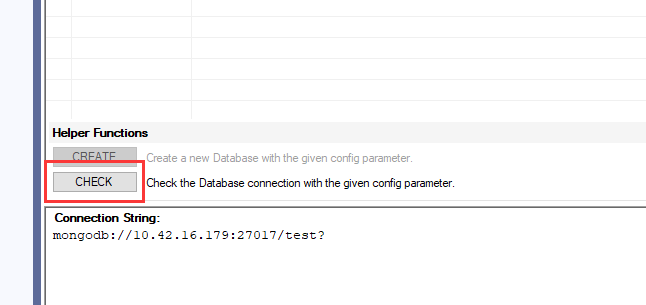 Helper Functions
CREATE Create a new Database with the given config parameter.
CHECK Check the Database connection with the given config parameter.
Connection String:
mongodb://10.42.16.179:27017/test?